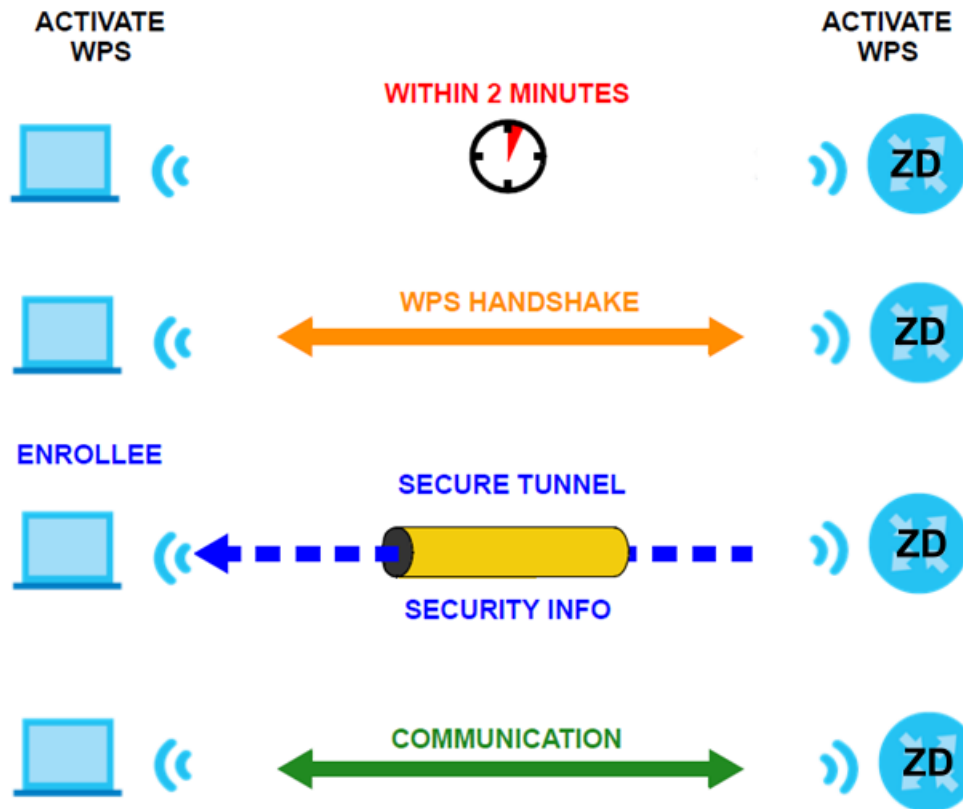 ACTIVATE
WPS
ACTIVATE
WPS
WITHIN 2 MINUTES
ZD
WPS HANDSHAKE
ZD
ENROLLEE
SECURE TUNNEL
ZD
SECURITY INFO
COMMUNICATION
ZD